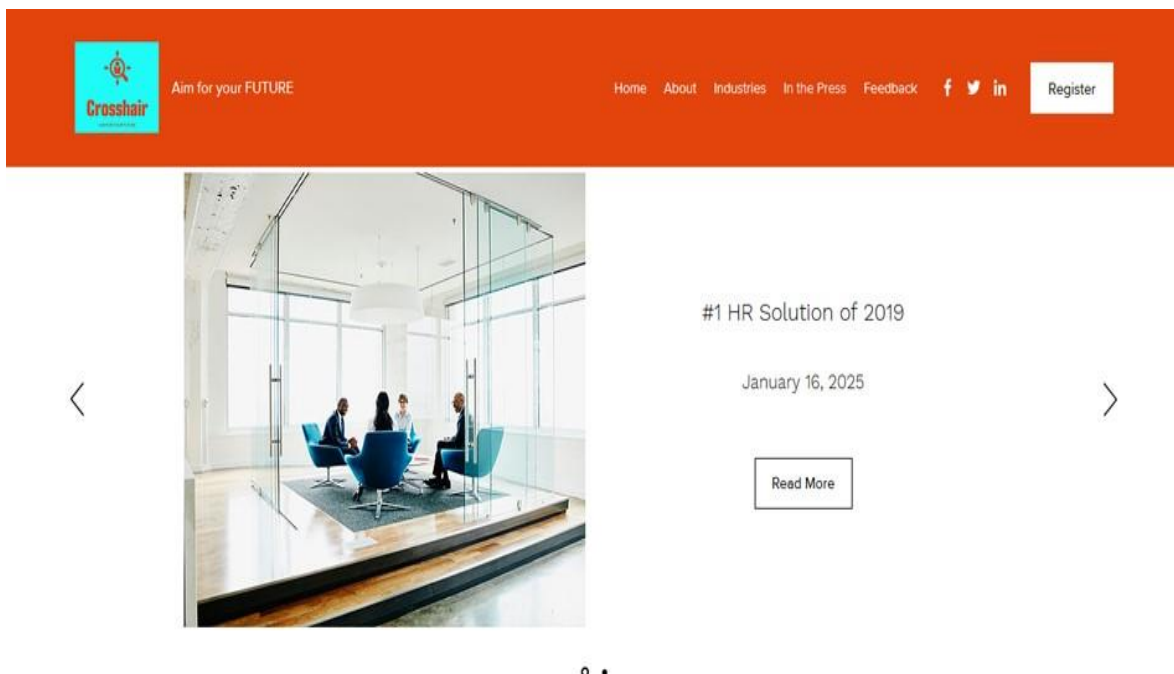 Crosshair
Aim for your FUTURE
Home About Industries In the Press Feedback f in Register
#1 HR Solution of 2019
January 16, 2025
Read More